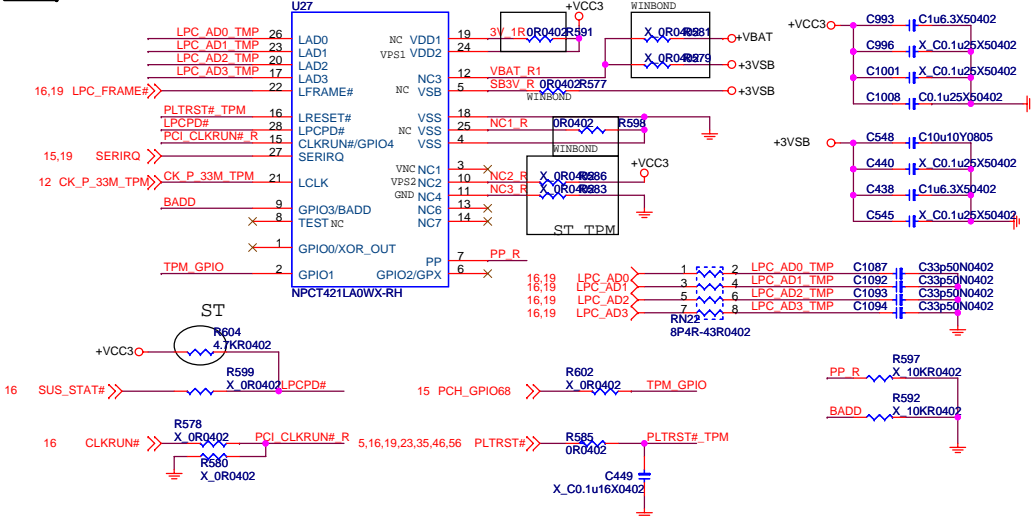 U27
LPC_AD0_TMP 26 LAD0
LPC_AD1_TMP 23 LAD1
LPC_AD2_TMP 20 LAD2
LPC_AD3_TMP 17 LAD3
16,19 LPC_FRAME# 22 LFRAME#
PLTRST#_TPM 16 LRESET#
LPCPD# 28 LPCPD#
PCI_CLKRUN#_R 15 CLKRUN#/GPIO4
15,19 SERIRQ 27 SERIRQ
12 CK_P_33M_TPM CK_P_33M_TPM 21 LCLK
BADD 9 GPIO3/BADD
8 TEST NC
1 GPIO0/XOR_OUT
TPM_GPIO 2 GPIO1
NC VDD1 19 3V_1R 0R0402 R591 +VCC3
VPS1 VDD2 24
NC3 12 VBAT_R1
NC VSB 5 SB3V_R 0R0402 R577 +3VSB
WINBOND
WINBOND
X_0R0402 R581 +VBAT
X_0R0402 R579 +3VSB
VSS 18
NC VSS 25 NC1_R 0R0402 R598
VSS 4
WINBOND
VNC NC1 3 +VCC3
VPS2 NC2 10 NC2_R X_0R0402 R586
GND NC4 11 NC3_R X_0R0402 R583
NC6 13
NC7 14
ST TPM
PP 7 PP_R
GPIO2/GPX 6
NPCT421LA0WX-RH
+VCC3 C993 C1u6.3X50402
C996 X_C0.1u25X50402
C1001 X_C0.1u25X50402
C1008 C0.1u25X50402
+3VSB C548 C10u10Y0805
C440 X_C0.1u25X50402
C438 C1u6.3X50402
C545 X_C0.1u25X50402
16,19 LPC_AD0 1 2 LPC_AD0_TMP C1087 C33p50N0402
16,19 LPC_AD1 3 4 LPC_AD1_TMP C1092 C33p50N0402
16,19 LPC_AD2 5 6 LPC_AD2_TMP C1093 C33p50N0402
16,19 LPC_AD3 7 8 LPC_AD3_TMP C1094 C33p50N0402
RN22
8P4R-43R0402
ST
R604
+VCC3 4.7KR0402
R599
16 SUS_STAT# X_0R0402 LPCPD#
R578
16 CLKRUN# X_0R0402 PCI_CLKRUN#_R
R580
X_0R0402
R602
15 PCH_GPIO68 X_0R0402 TPM_GPIO
5,16,19,23,35,46,56 PLTRST# R585 PLTRST#_TPM
0R0402
C449
X_C0.1u16X0402
R597
PP_R X_10KR0402
R592
BADD X_10KR0402